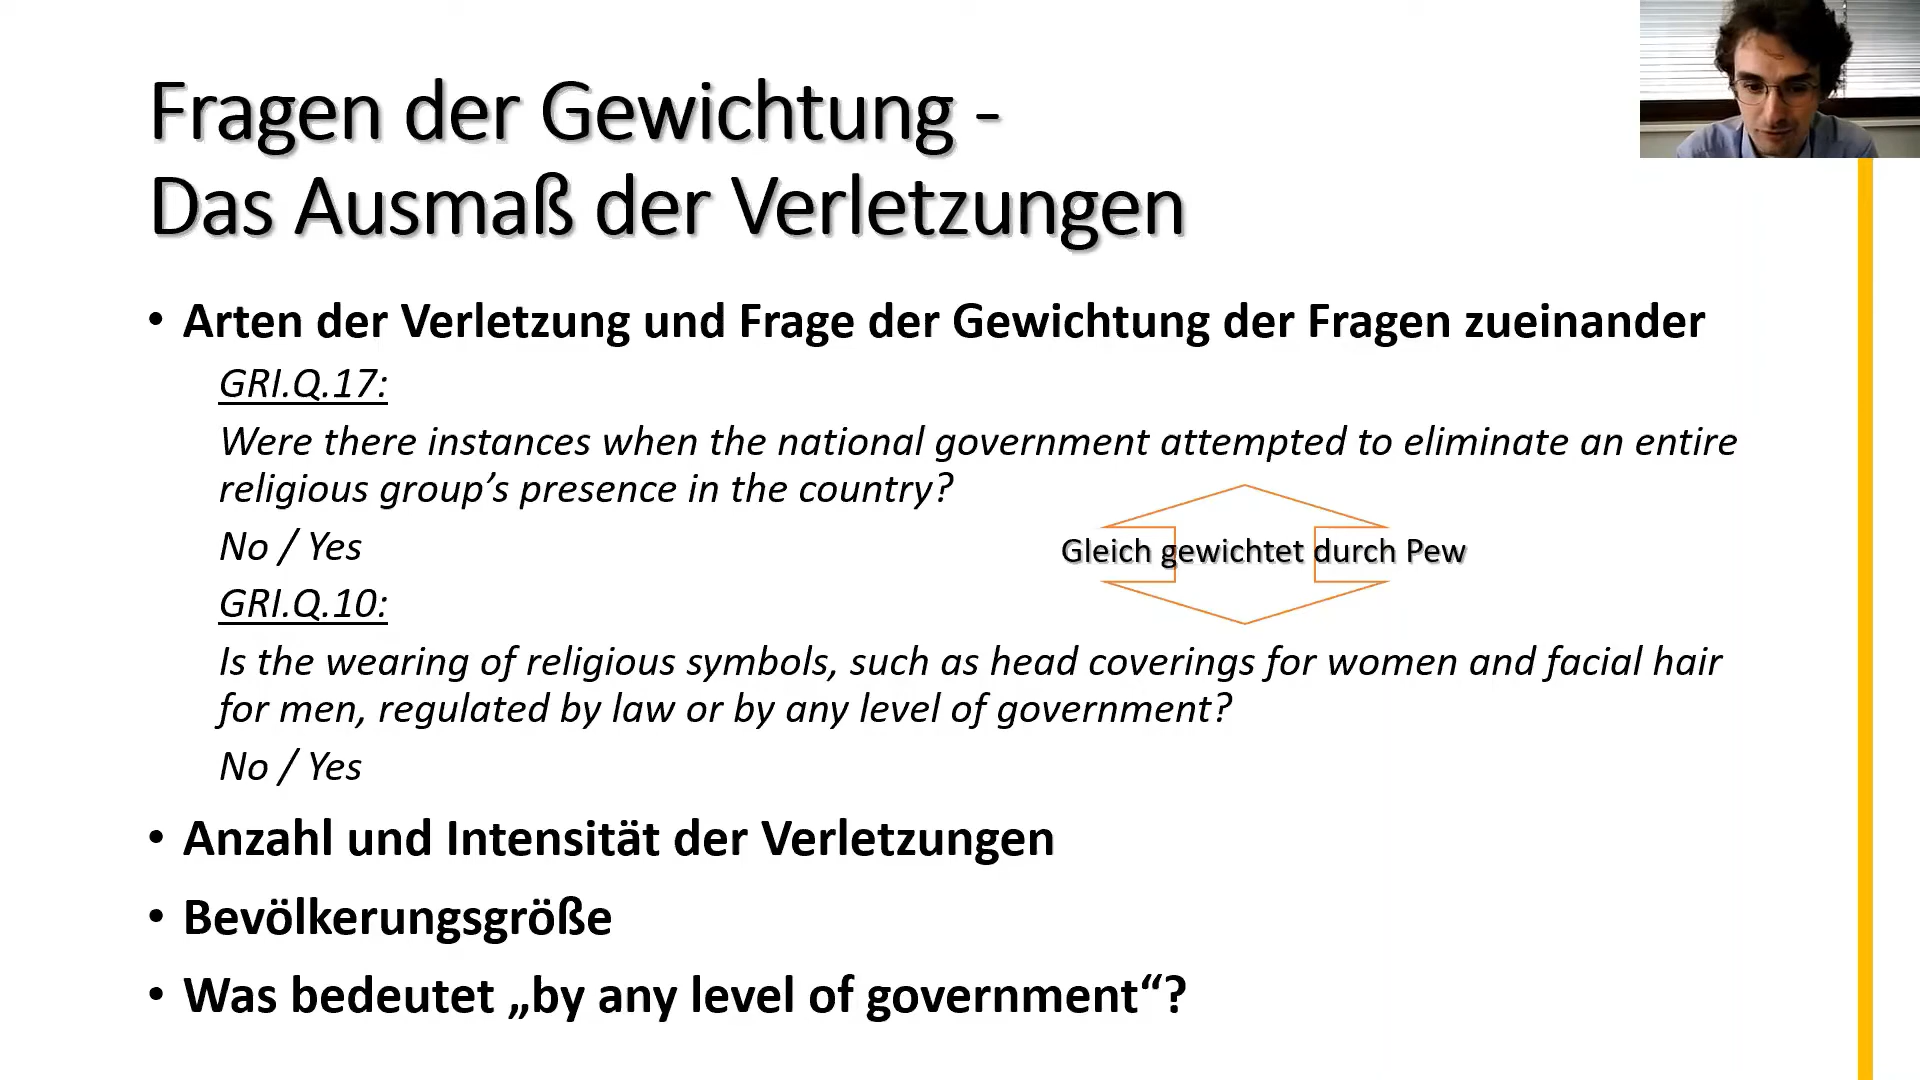 Fragen der Gewichtung -
Das Ausmaß der Verletzungen
• Arten der Verletzung und Frage der Gewichtung der Fragen zueinander
GRI.Q.17:
Were there instances when the national government attempted to eliminate an entire
religious group’s presence in the country?
No / Yes
Gleich gewichtet durch Pew
GRI.Q.10:
Is the wearing of religious symbols, such as head coverings for women and facial hair
for men, regulated by law or by any level of government?
No / Yes
• Anzahl und Intensität der Verletzungen
• Bevölkerungsgröße
• Was bedeutet „by any level of government“?